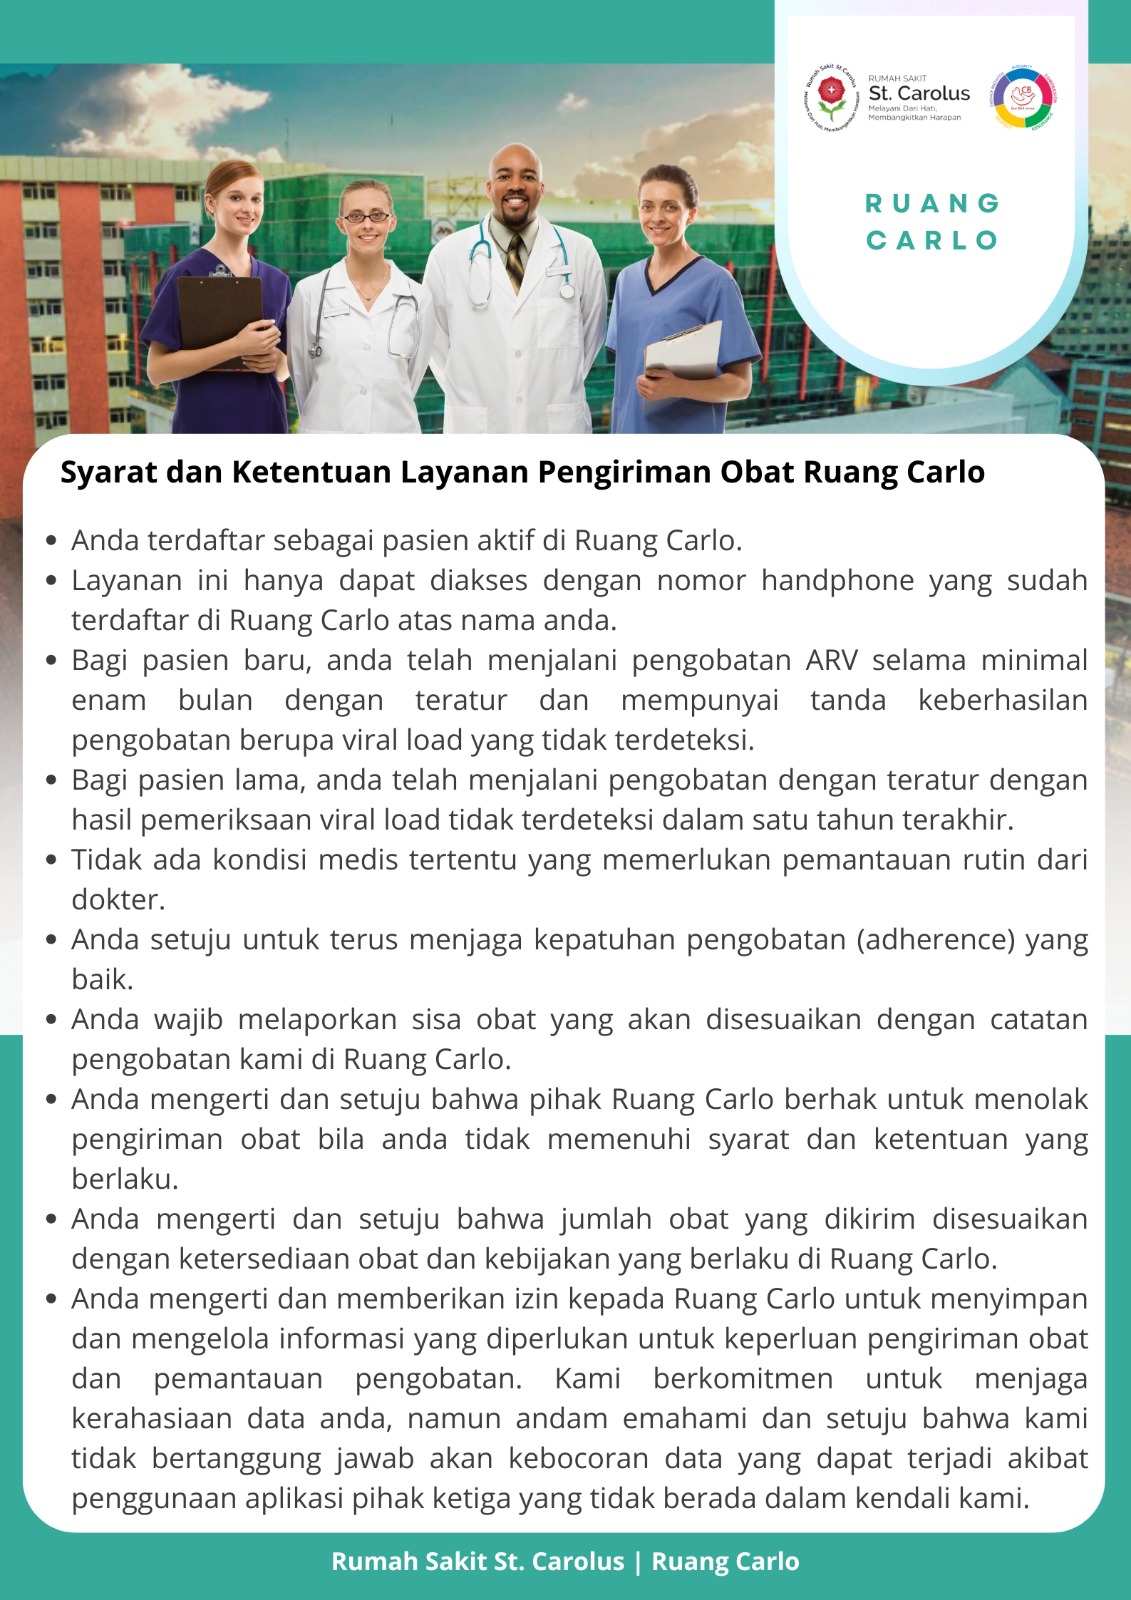 Rumah Sakit St. Carolus
Melayani Dari Hati, Membangkitkan Harapan
RUMAH SAKIT
St. Carolus
Melayani Dari Hati,
Membangkitkan Harapan
CB
RUANG
CARLO
Syarat dan Ketentuan Layanan Pengiriman Obat Ruang Carlo
• Anda terdaftar sebagai pasien aktif di Ruang Carlo.
• Layanan ini hanya dapat diakses dengan nomor handphone yang sudah
terdaftar di Ruang Carlo atas nama anda.
• Bagi pasien baru, anda telah menjalani pengobatan ARV selama minimal
enam bulan dengan teratur dan mempunyai tanda keberhasilan
pengobatan berupa viral load yang tidak terdeteksi.
• Bagi pasien lama, anda telah menjalani pengobatan dengan teratur dengan
hasil pemeriksaan viral load tidak terdeteksi dalam satu tahun terakhir.
• Tidak ada kondisi medis tertentu yang memerlukan pemantauan rutin dari
dokter.
• Anda setuju untuk terus menjaga kepatuhan pengobatan (adherence) yang
baik.
• Anda wajib melaporkan sisa obat yang akan disesuaikan dengan catatan
pengobatan kami di Ruang Carlo.
• Anda mengerti dan setuju bahwa pihak Ruang Carlo berhak untuk menolak
pengiriman obat bila anda tidak memenuhi syarat dan ketentuan yang
berlaku.
• Anda mengerti dan setuju bahwa jumlah obat yang dikirim disesuaikan
dengan ketersediaan obat dan kebijakan yang berlaku di Ruang Carlo.
• Anda mengerti dan memberikan izin kepada Ruang Carlo untuk menyimpan
dan mengelola informasi yang diperlukan untuk keperluan pengiriman obat
dan pemantauan pengobatan. Kami berkomitmen untuk menjaga
kerahasiaan data anda, namun andam emahami dan setuju bahwa kami
tidak bertanggung jawab akan kebocoran data yang dapat terjadi akibat
penggunaan aplikasi pihak ketiga yang tidak berada dalam kendali kami.
Rumah Sakit St. Carolus | Ruang Carlo